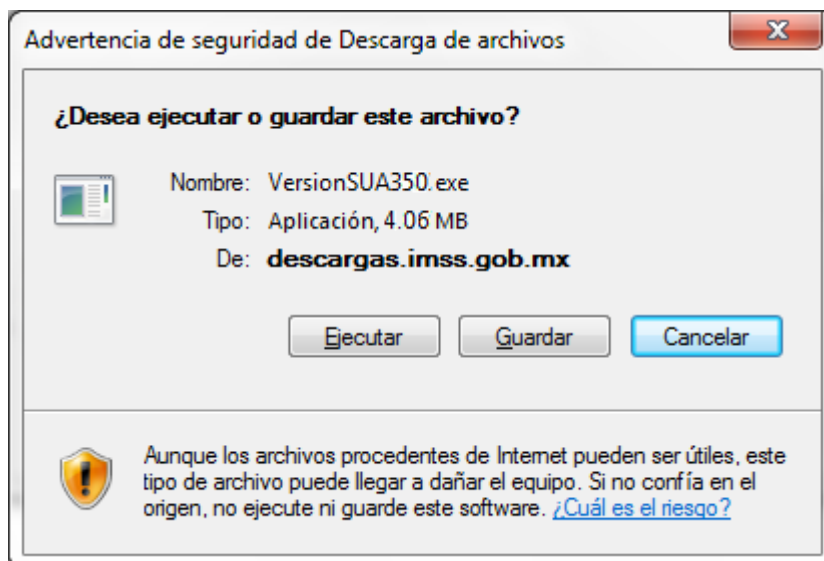 Advertencia de seguridad de Descarga de archivos
¿Desea ejecutar o guardar este archivo?
Nombre: VersionSUA350.exe
Tipo: Aplicación, 4.06 MB
De: descargas.imss.gob.mx
Ejecutar Guardar Cancelar
Aunque los archivos procedentes de Internet pueden ser útiles, este
tipo de archivo puede llegar a dañar el equipo. Si no confía en el
origen, no ejecute ni guarde este software. ¿Cuál es el riesgo?